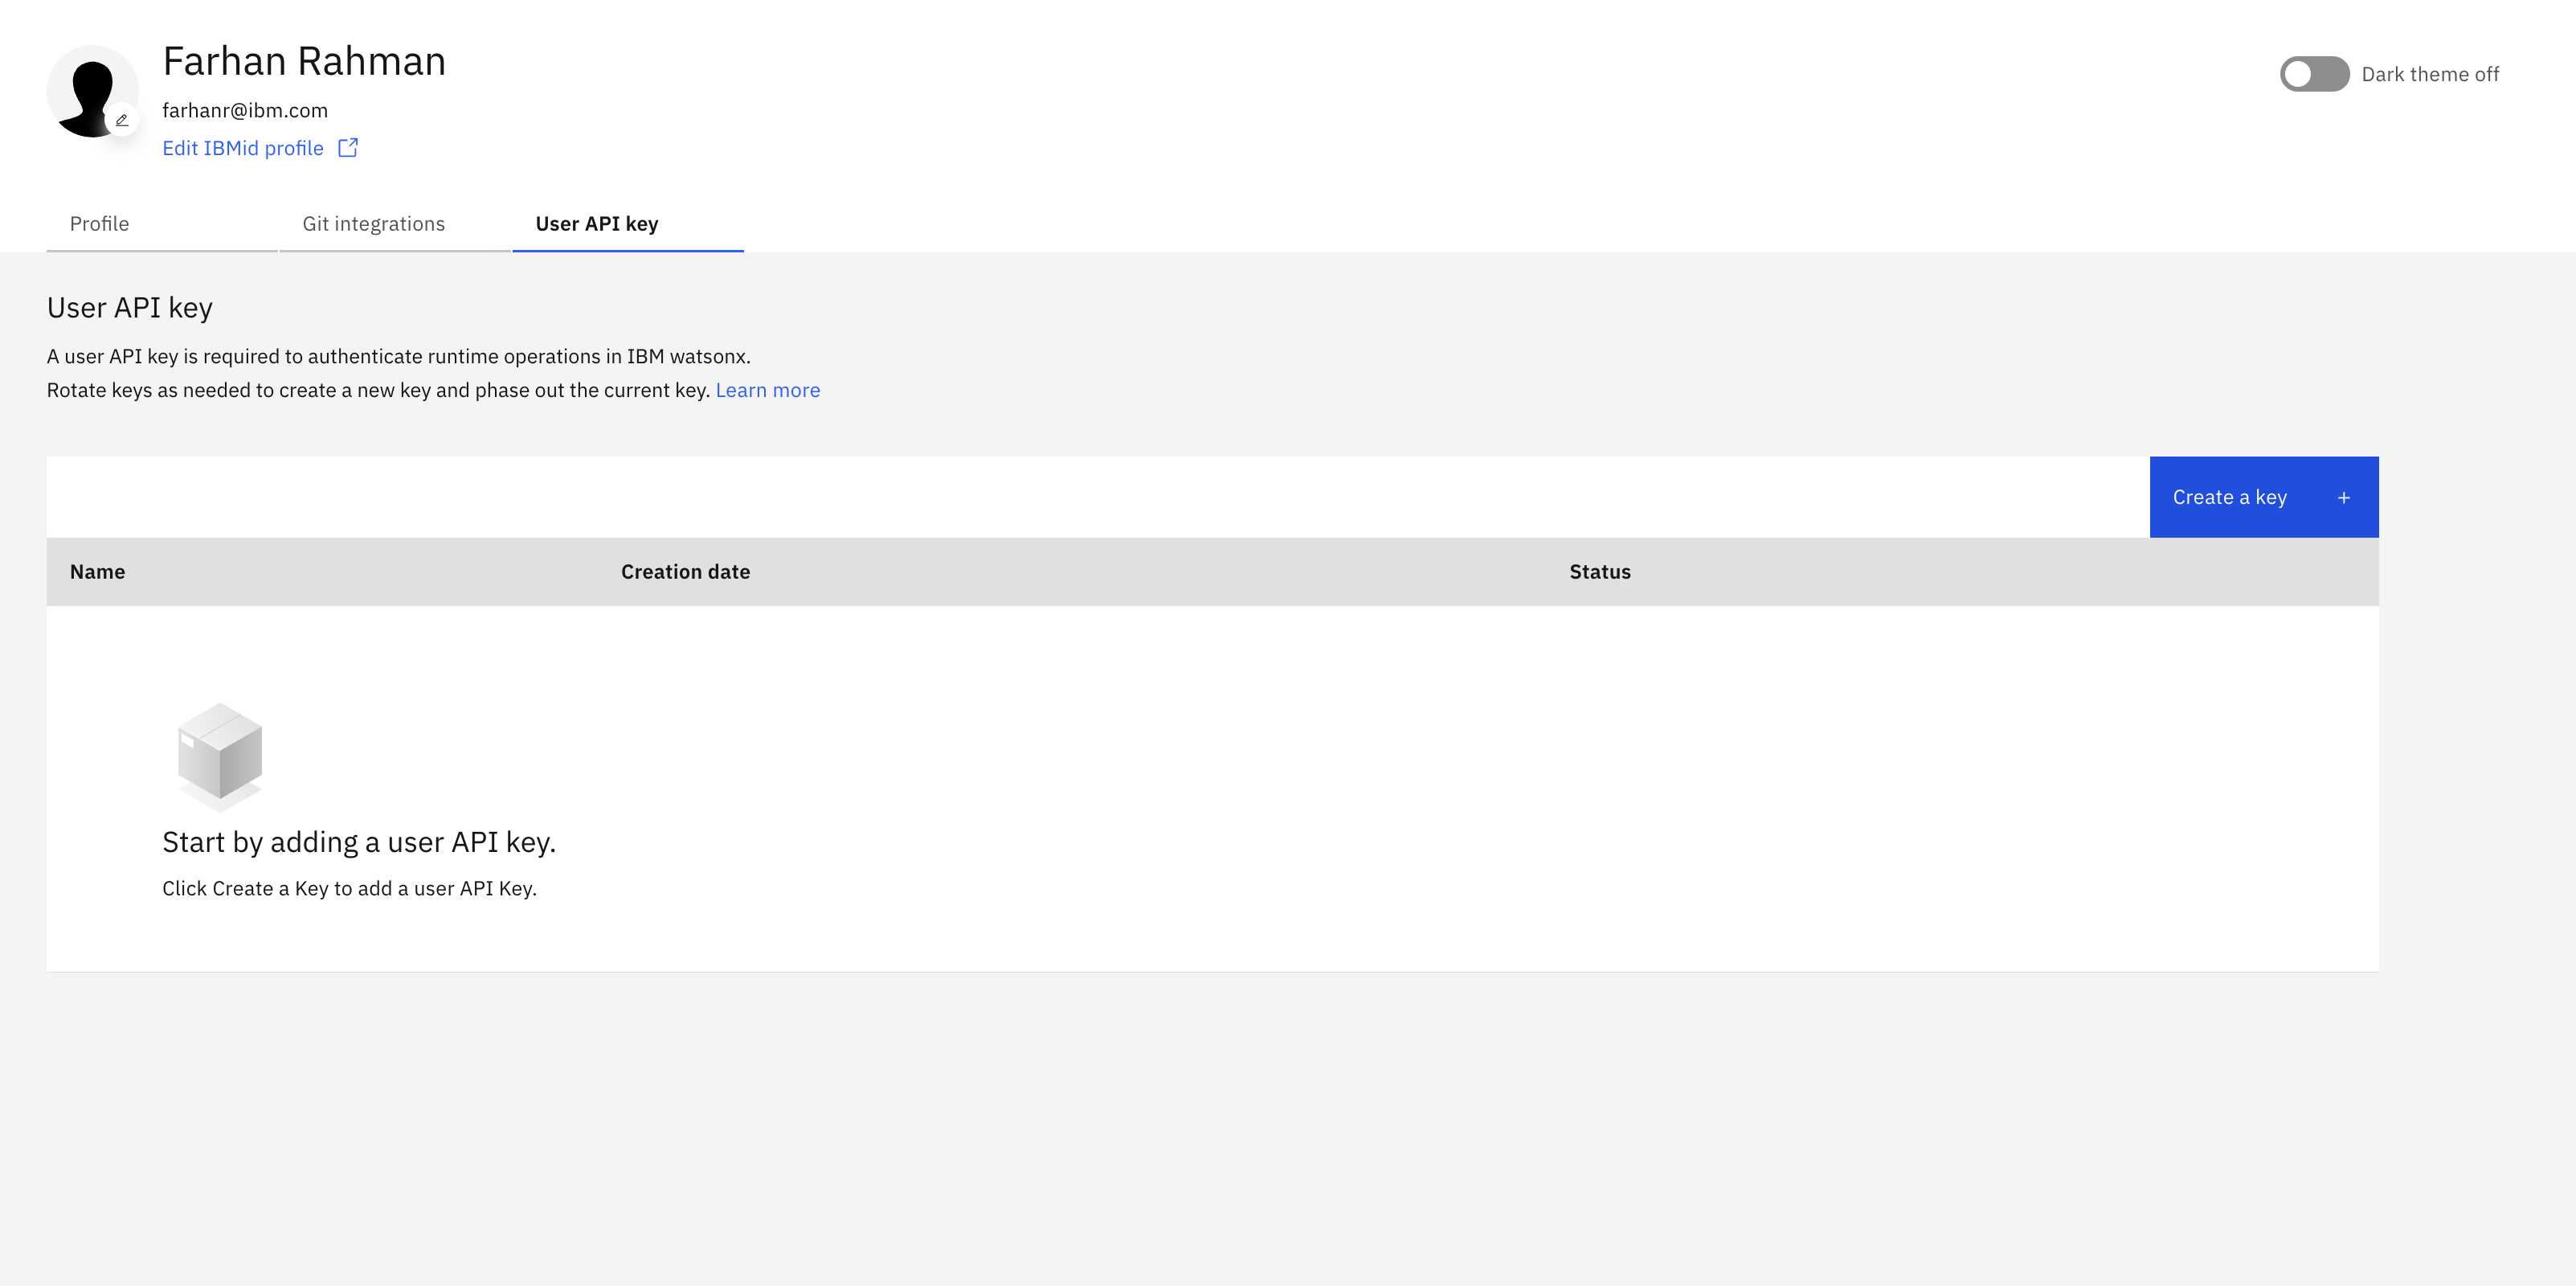 Farhan Rahman
farhanr@ibm.com
Edit IBMid profile
Dark theme off
Profile
Git integrations
User API key
User API key
A user API key is required to authenticate runtime operations in IBM watsonx.
Rotate keys as needed to create a new key and phase out the current key. Learn more
Create a key +
Name
Creation date
Status
Start by adding a user API key.
Click Create a Key to add a user API Key.